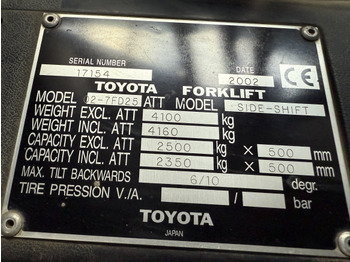 SERIAL NUMBER DATE
17154 2002 CE
TOYOTA FORKLIFT
MODEL 62-7FD25 ATT MODEL SIDE-SHIFT
WEIGHT EXCL. ATT 4100 kg
WEIGHT INCL. ATT 4160 kg
CAPACITY EXCL. ATT 2500 kg × 500 mm
CAPACITY INCL. ATT 2350 kg × 500 mm
MAX. TILT BACKWARDS 6/10 degr.
TIRE PRESSION V./A. / bar
TOYOTA
JAPAN